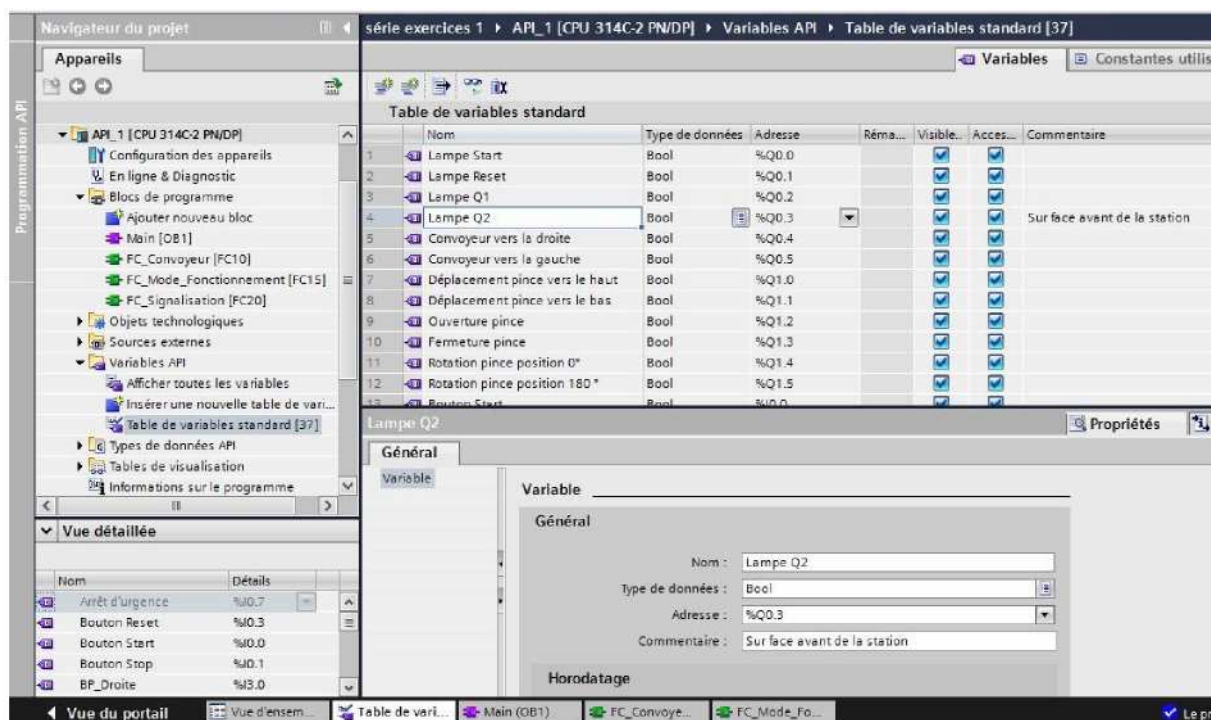 Navigateur du projet
série exercices 1 ▸ API_1 [CPU 314C-2 PN/DP] ▸ Variables API ▸ Table de variables standard [37]
Appareils
Variables
Constantes utilis
Programmation API
Table de variables standard
API_1 [CPU 314C-2 PN/DP]
Configuration des appareils
En ligne & Diagnostic
Blocs de programme
Ajouter nouveau bloc
Main [OB1]
FC_Convoyeur [FC10]
FC_Mode_Fonctionnement [FC15]
FC_Signalisation [FC20]
Objets technologiques
Sources externes
Variables API
Afficher toutes les variables
Insérer une nouvelle table de vari...
Table de variables standard [37]
Types de données API
Tables de visualisation
Informations sur le programme
Nom Type de données Adresse Réma... Visible.. Acces... Commentaire
1 Lampe Start Bool %Q0.0
2 Lampe Reset Bool %Q0.1
3 Lampe Q1 Bool %Q0.2
4 Lampe Q2 Bool %Q0.3 Sur face avant de la station
5 Convoyeur vers la droite Bool %Q0.4
6 Convoyeur vers la gauche Bool %Q0.5
7 Déplacement pince vers le haut Bool %Q1.0
8 Déplacement pince vers le bas Bool %Q1.1
9 Ouverture pince Bool %Q1.2
10 Fermeture pince Bool %Q1.3
11 Rotation pince position 0° Bool %Q1.4
12 Rotation pince position 180 ° Bool %Q1.5
13 Bouton Start Bool %I0.0
Lampe Q2
Propriétés
Général
Variable
Variable
Général
Nom : Lampe Q2
Type de données : Bool
Adresse : %Q0.3
Commentaire : Sur face avant de la station
Horodatage
Vue détaillée
Nom Détails
Arrêt d'urgence %I0.7
Bouton Reset %I0.3
Bouton Start %I0.0
Bouton Stop %I0.1
BP_Droite %I3.0
Vue du portail
Vue d'ensem...
Table de vari...
Main (OB1)
FC_Convoye...
FC_Mode_Fo...
Le pr